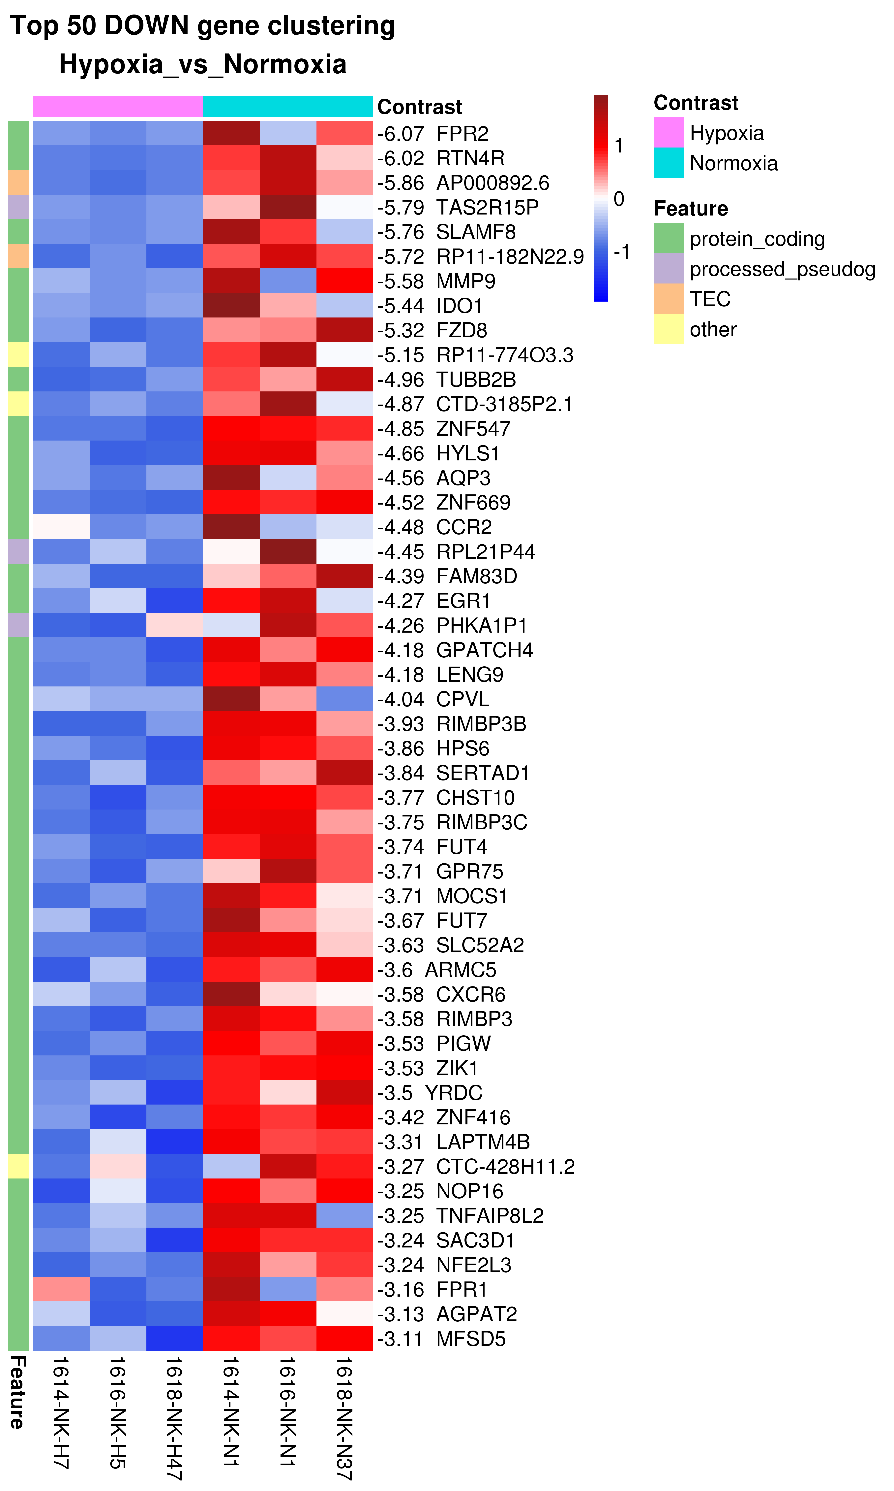 Top 50 DOWN gene clustering
Hypoxia_vs_Normoxia
Contrast
-6.07 FPR2
-6.02 RTN4R
-5.86 AP000892.6
-5.79 TAS2R15P
-5.76 SLAMF8
-5.72 RP11-182N22.9
-5.58 MMP9
-5.44 IDO1
-5.32 FZD8
-5.15 RP11-774O3.3
-4.96 TUBB2B
-4.87 CTD-3185P2.1
-4.85 ZNF547
-4.66 HYLS1
-4.56 AQP3
-4.52 ZNF669
-4.48 CCR2
-4.45 RPL21P44
-4.39 FAM83D
-4.27 EGR1
-4.26 PHKA1P1
-4.18 GPATCH4
-4.18 LENG9
-4.04 CPVL
-3.93 RIMBP3B
-3.86 HPS6
-3.84 SERTAD1
-3.77 CHST10
-3.75 RIMBP3C
-3.74 FUT4
-3.71 GPR75
-3.71 MOCS1
-3.67 FUT7
-3.63 SLC52A2
-3.6 ARMC5
-3.58 CXCR6
-3.58 RIMBP3
-3.53 PIGW
-3.53 ZIK1
-3.5 YRDC
-3.42 ZNF416
-3.31 LAPTM4B
-3.27 CTC-428H11.2
-3.25 NOP16
-3.25 TNFAIP8L2
-3.24 SAC3D1
-3.24 NFE2L3
-3.16 FPR1
-3.13 AGPAT2
-3.11 MFSD5
Feature
1614-NK-H7
1616-NK-H5
1618-NK-H47
1614-NK-N1
1616-NK-N1
1618-NK-N37
1
0
-1
Contrast
Hypoxia
Normoxia
Feature
protein_coding
processed_pseudog
TEC
other